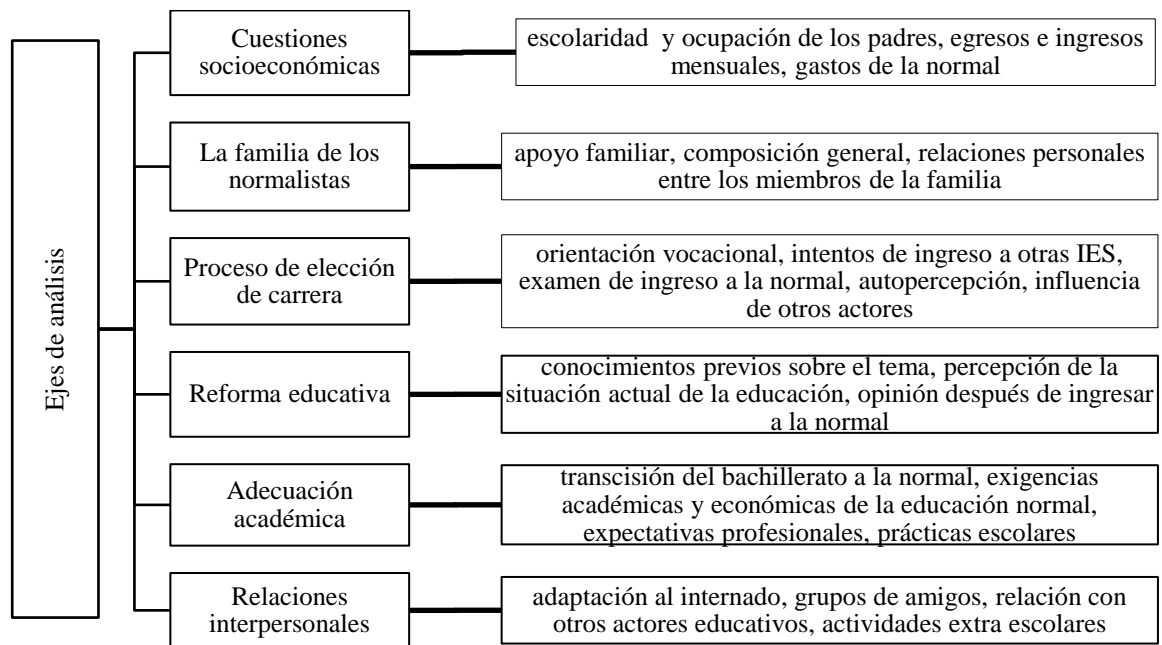 Ejes de análisis
Cuestiones
socioeconómicas
escolaridad y ocupación de los padres, egresos e ingresos
mensuales, gastos de la normal
La familia de los
normalistas
apoyo familiar, composición general, relaciones personales
entre los miembros de la familia
Proceso de elección
de carrera
orientación vocacional, intentos de ingreso a otras IES,
examen de ingreso a la normal, autopercepción, influencia
de otros actores
Reforma educativa
conocimientos previos sobre el tema, percepción de la
situación actual de la educación, opinión después de ingresar
a la normal
Adecuación
académica
transcisión del bachillerato a la normal, exigencias
académicas y económicas de la educación normal,
expectativas profesionales, prácticas escolares
Relaciones
interpersonales
adaptación al internado, grupos de amigos, relación con
otros actores educativos, actividades extra escolares